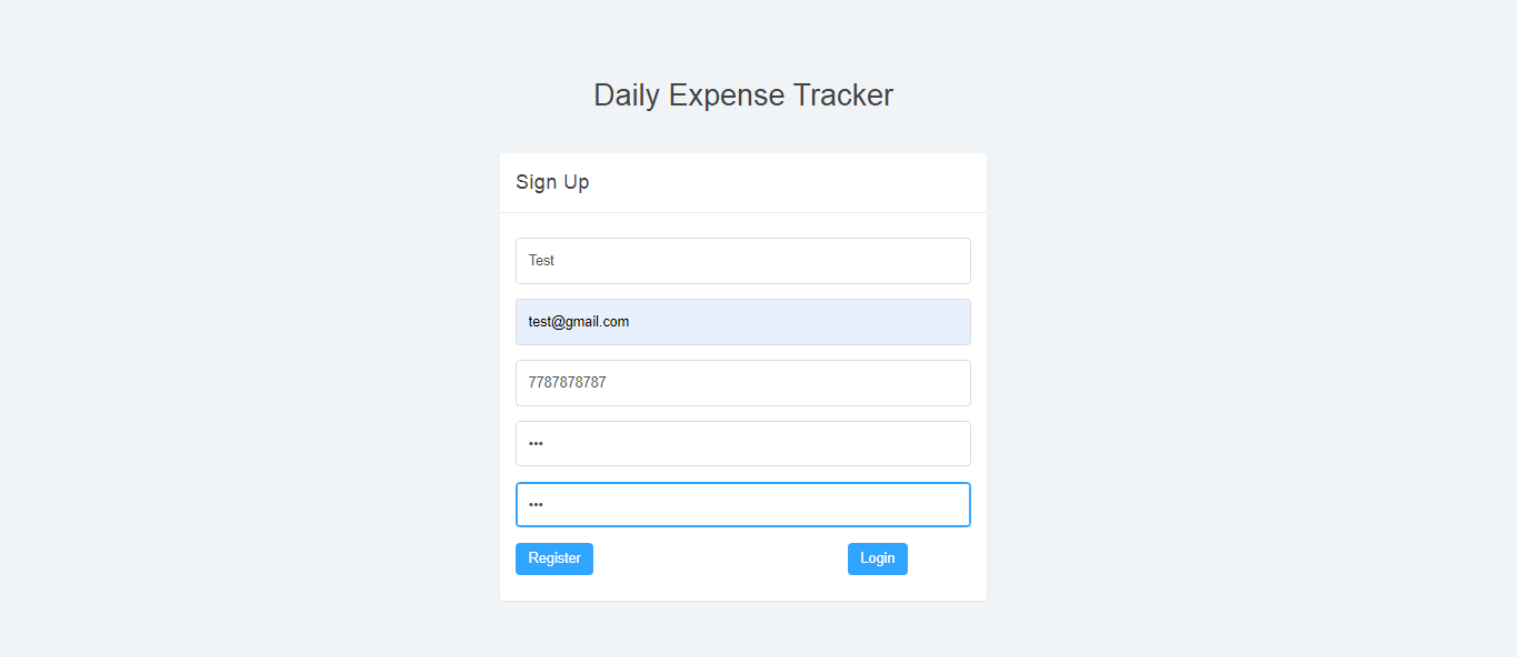 Daily Expense Tracker
Sign Up
Test
test@gmail.com
7787878787
•••
•••
Register Login